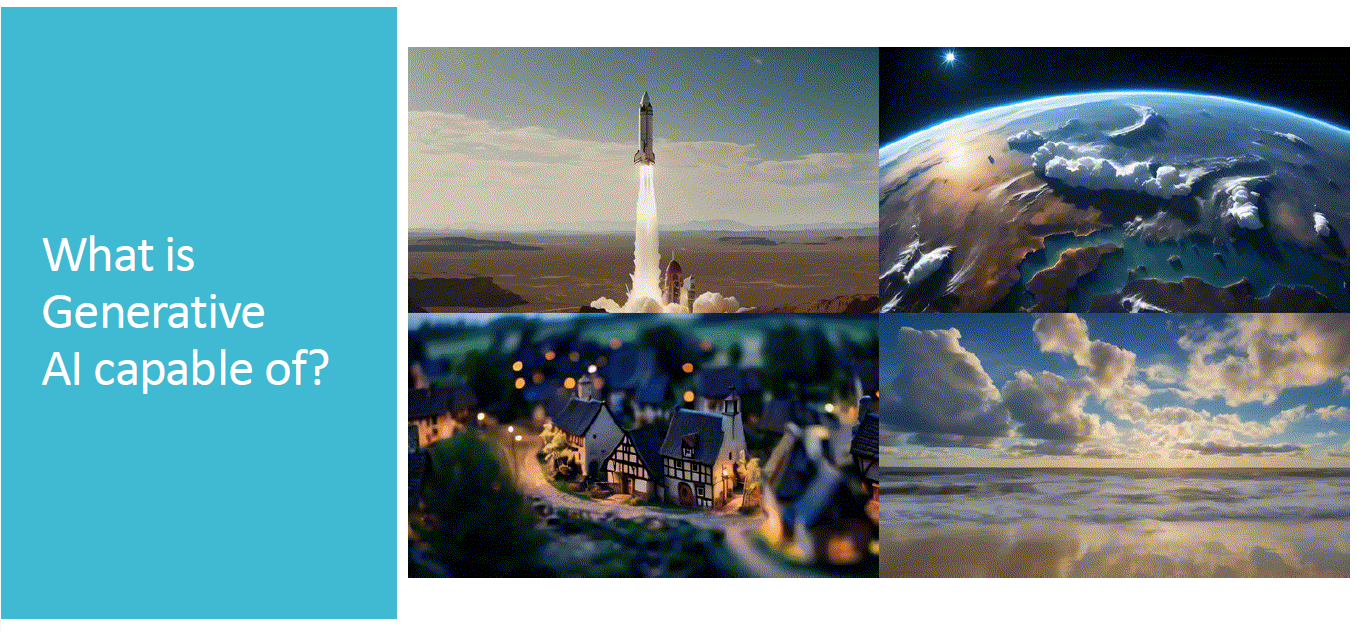 What is
Generative
AI capable of?